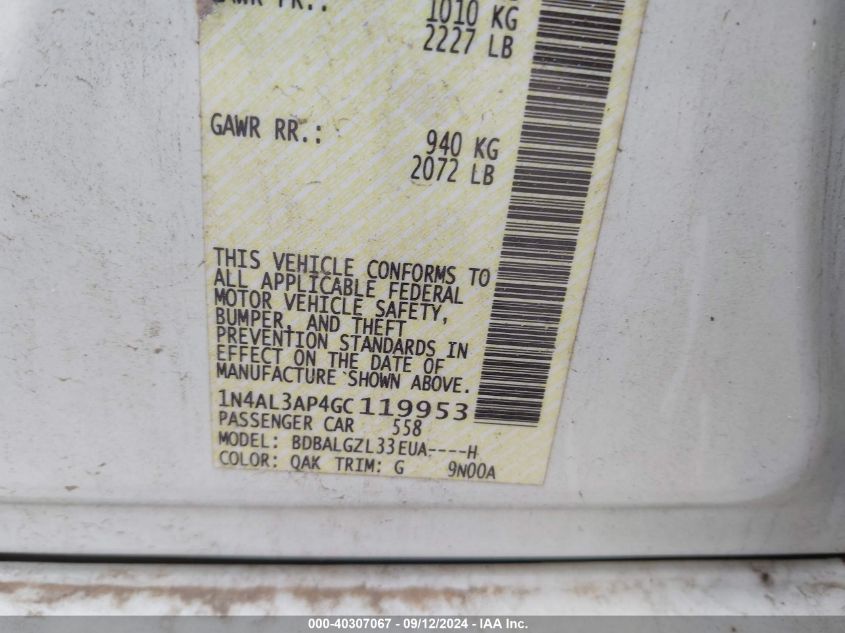 GAWR FR.: 1010 KG
2227 LB
GAWR RR.: 940 KG
2072 LB
THIS VEHICLE CONFORMS TO
ALL APPLICABLE FEDERAL
MOTOR VEHICLE SAFETY,
BUMPER, AND THEFT
PREVENTION STANDARDS IN
EFFECT ON THE DATE OF
MANUFACTURE SHOWN ABOVE.
1N4AL3AP4GC119953
PASSENGER CAR 558
MODEL: BDBALGZL33EUA----H
COLOR: QAK TRIM: G 9N00A
000-40307067 - 09/12/2024 - IAA Inc.